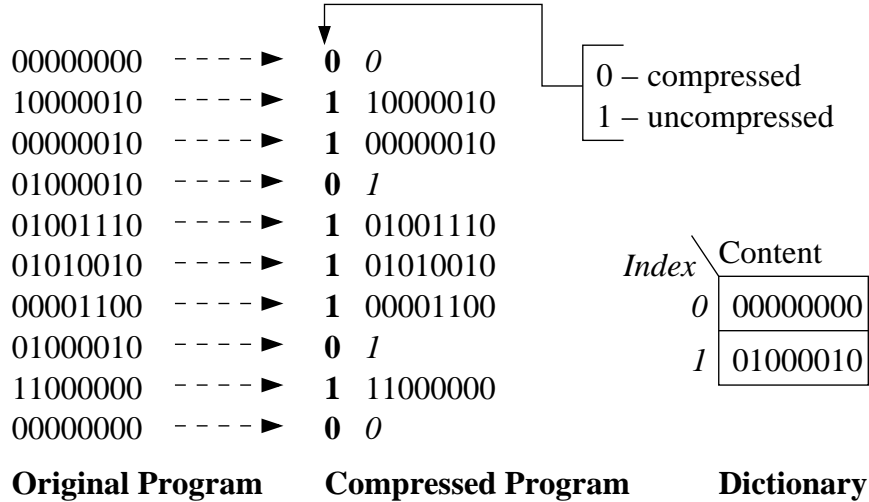 00000000 0 0
10000010 1 10000010
00000010 1 00000010
01000010 0 1
01001110 1 01001110
01010010 1 01010010
00001100 1 00001100
01000010 0 1
11000000 1 11000000
00000000 0 0
0 – compressed
1 – uncompressed
Index Content
0 00000000
1 01000010
Original Program Compressed Program Dictionary